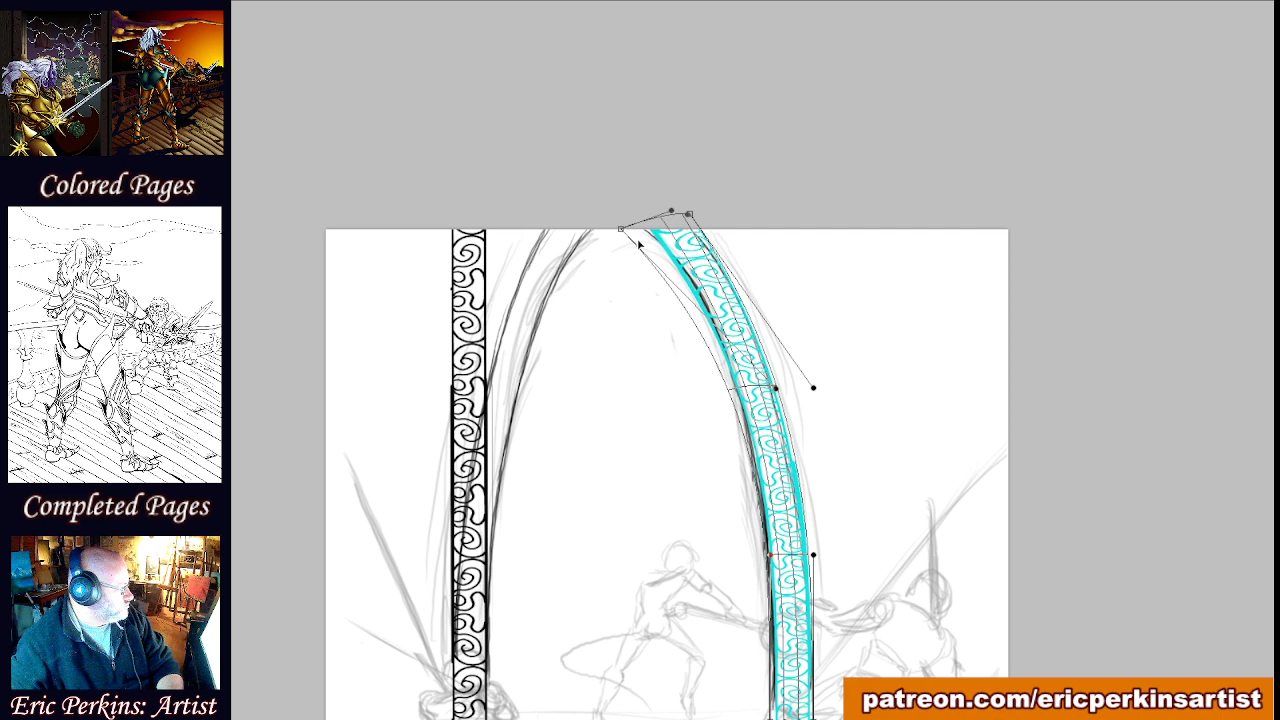 Colored Pages
Completed Pages
Eric Perkins: Artist
patreon.com/ericperkinsartist